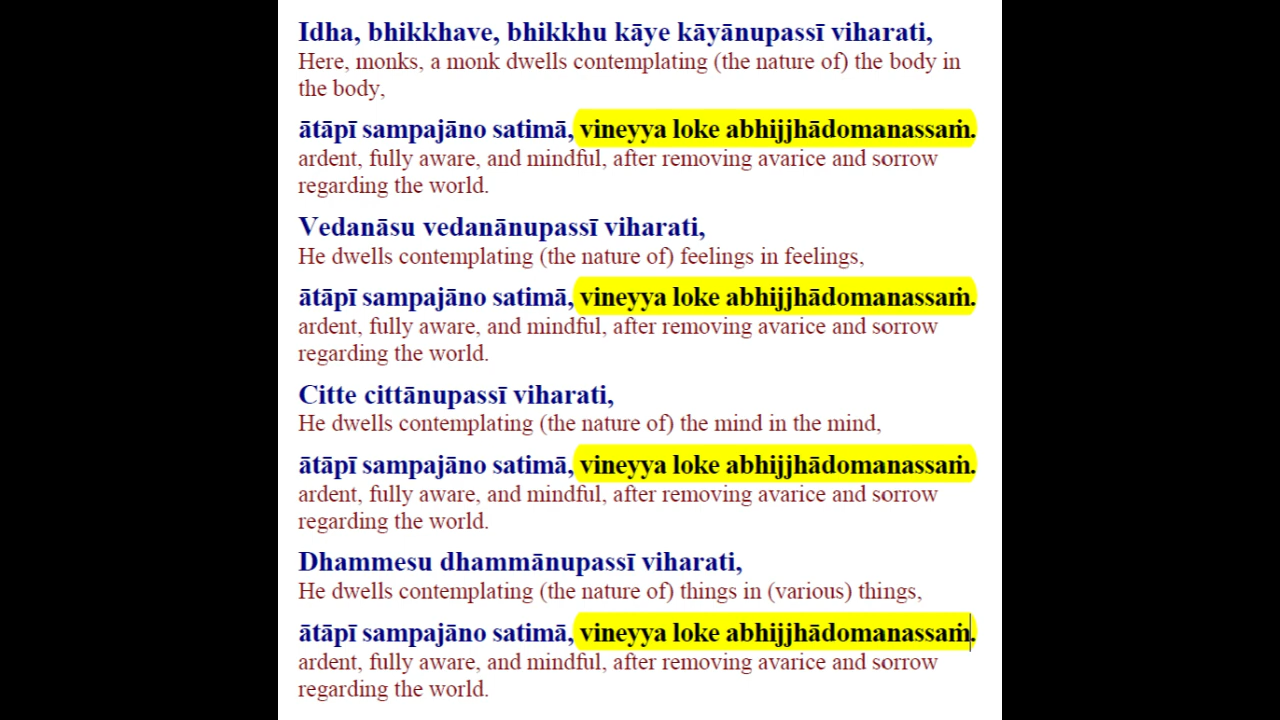 Idha, bhikkhave, bhikkhu kāye kāyānupassī viharati,
Here, monks, a monk dwells contemplating (the nature of) the body in
the body,
ātāpī sampajāno satimā, vineyya loke abhijjhādomanassaṁ.
ardent, fully aware, and mindful, after removing avarice and sorrow
regarding the world.
Vedanāsu vedanānupassī viharati,
He dwells contemplating (the nature of) feelings in feelings,
ātāpī sampajāno satimā, vineyya loke abhijjhādomanassaṁ.
ardent, fully aware, and mindful, after removing avarice and sorrow
regarding the world.
Citte cittānupassī viharati,
He dwells contemplating (the nature of) the mind in the mind,
ātāpī sampajāno satimā, vineyya loke abhijjhādomanassaṁ.
ardent, fully aware, and mindful, after removing avarice and sorrow
regarding the world.
Dhammesu dhammānupassī viharati,
He dwells contemplating (the nature of) things in (various) things,
ātāpī sampajāno satimā, vineyya loke abhijjhādomanassaṁ.
ardent, fully aware, and mindful, after removing avarice and sorrow
regarding the world.